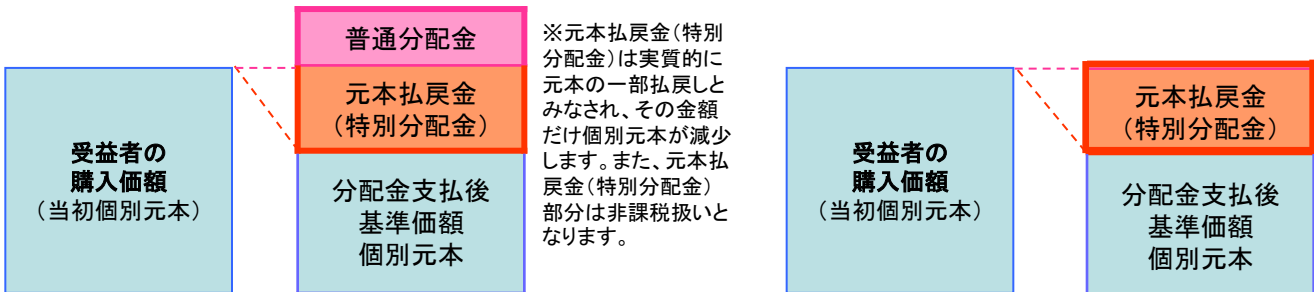 受益者の
購入価額
（当初個別元本）
普通分配金
元本払戻金
（特別分配金）
分配金支払後
基準価額
個別元本
※元本払戻金（特別
分配金）は実質的に
元本の一部払戻しと
みなされ、その金額
だけ個別元本が減少
します。また、元本払
戻金（特別分配金）
部分は非課税扱いと
なります。
受益者の
購入価額
（当初個別元本）
元本払戻金
（特別分配金）
分配金支払後
基準価額
個別元本